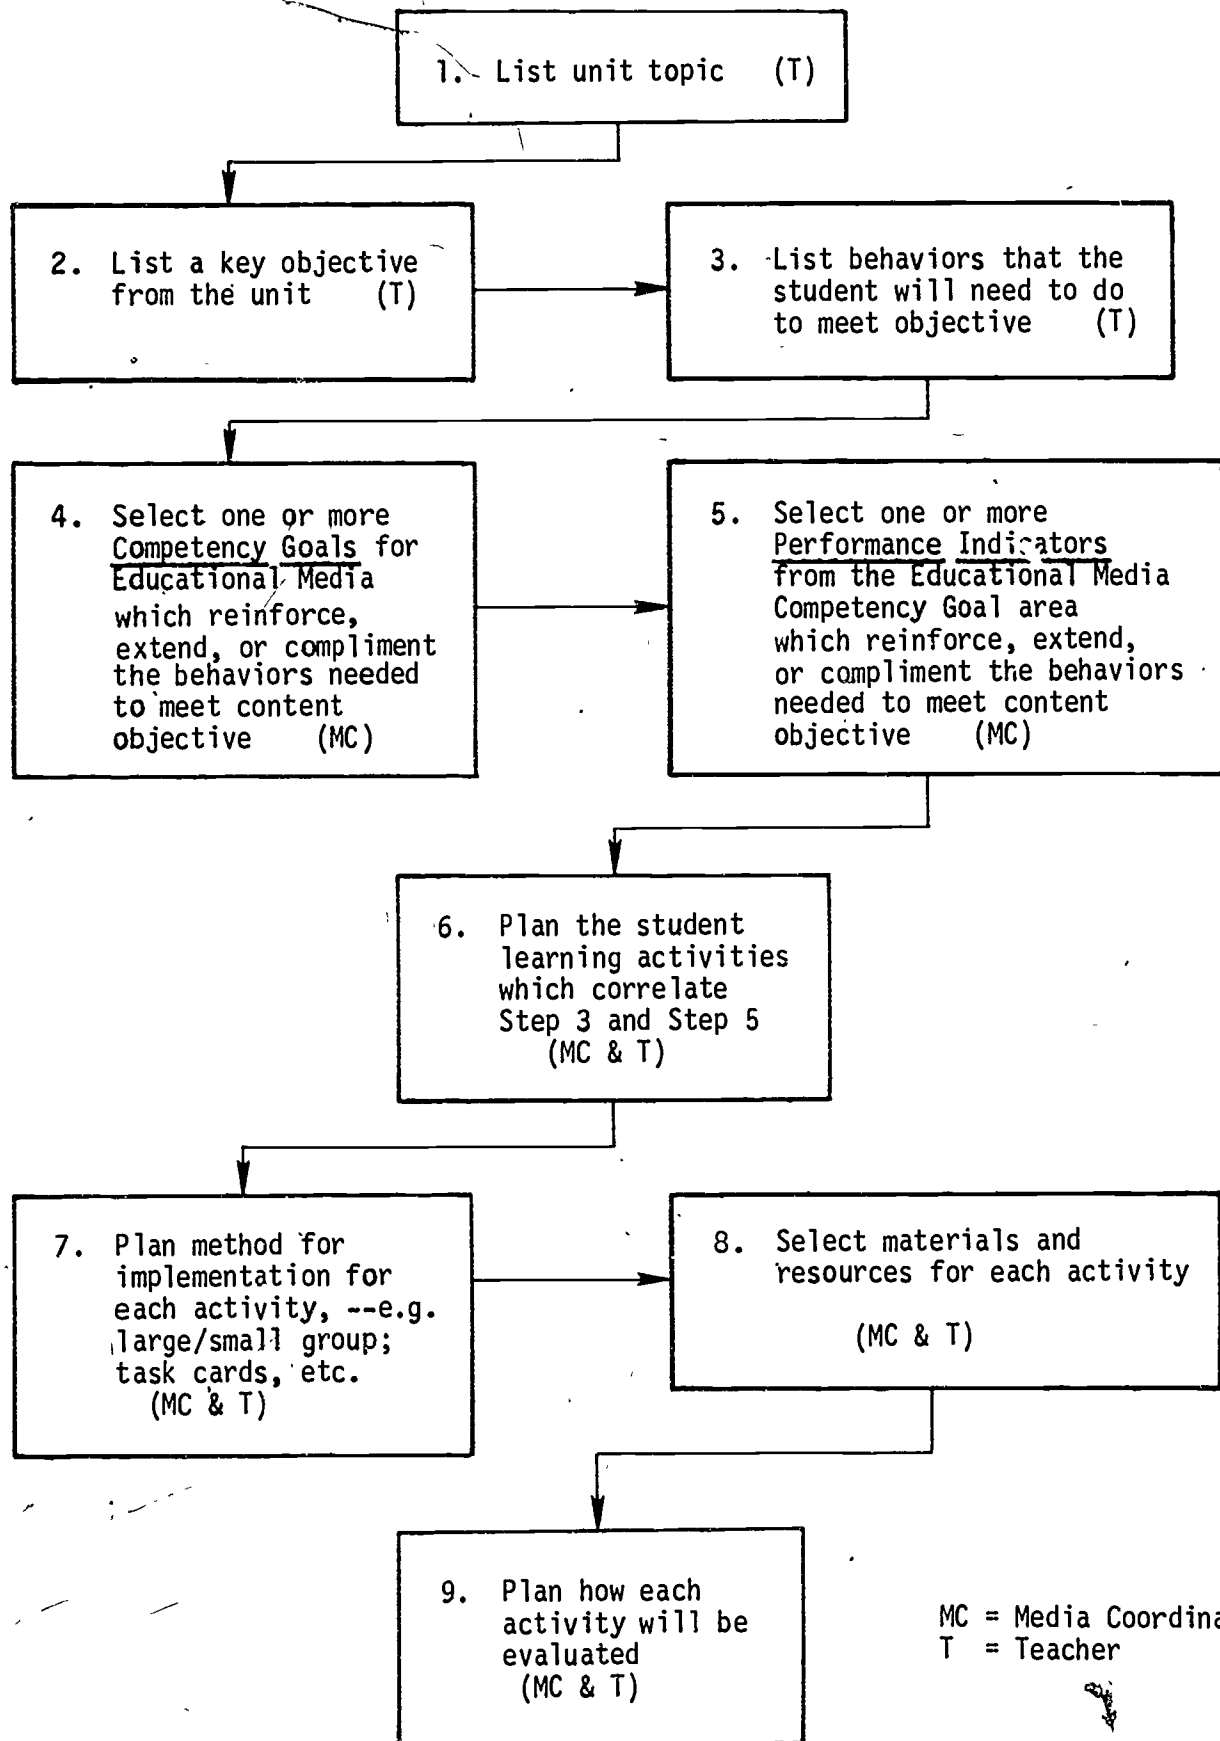 1. List unit topic (T)
2. List a key objective
from the unit (T)
3. List behaviors that the
student will need to do
to meet objective (T)
4. Select one or more
Competency Goals for
Educational Media
which reinforce,
extend, or compliment
the behaviors needed
to meet content
objective (MC)
5. Select one or more
Performance Indicators
from the Educational Media
Competency Goal area
which reinforce, extend,
or compliment the behaviors
needed to meet content
objective (MC)
6. Plan the student
learning activities
which correlate
Step 3 and Step 5
(MC & T)
7. Plan method for
implementation for
each activity, --e.g.
large/small group;
task cards, etc.
(MC & T)
8. Select materials and
resources for each activity
(MC & T)
9. Plan how each
activity will be
evaluated
(MC & T)
MC = Media Coordina
T = Teacher